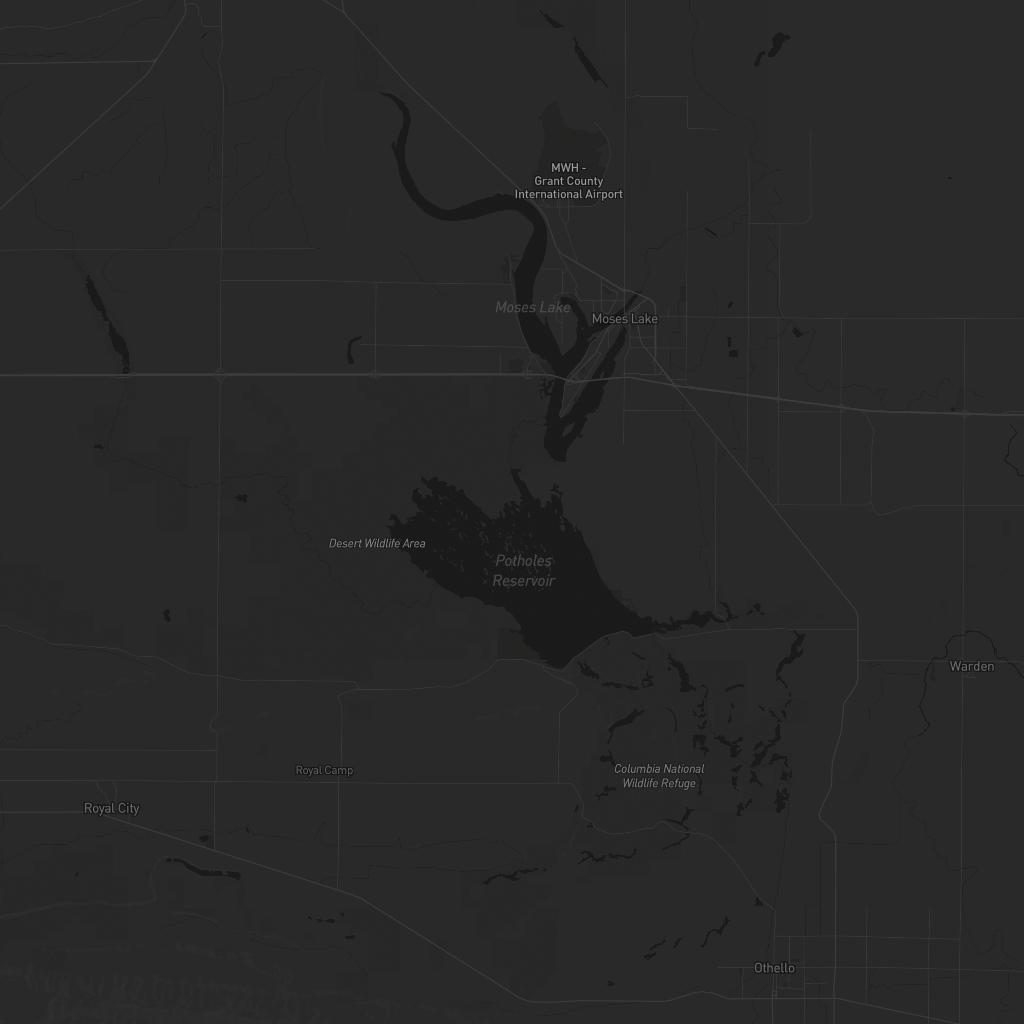 MWH -
Grant County
International Airport
Moses Lake
Moses Lake
Desert Wildlife Area
Potholes
Reservoir
Warden
Royal Camp
Columbia National
Wildlife Refuge
Royal City
Othello